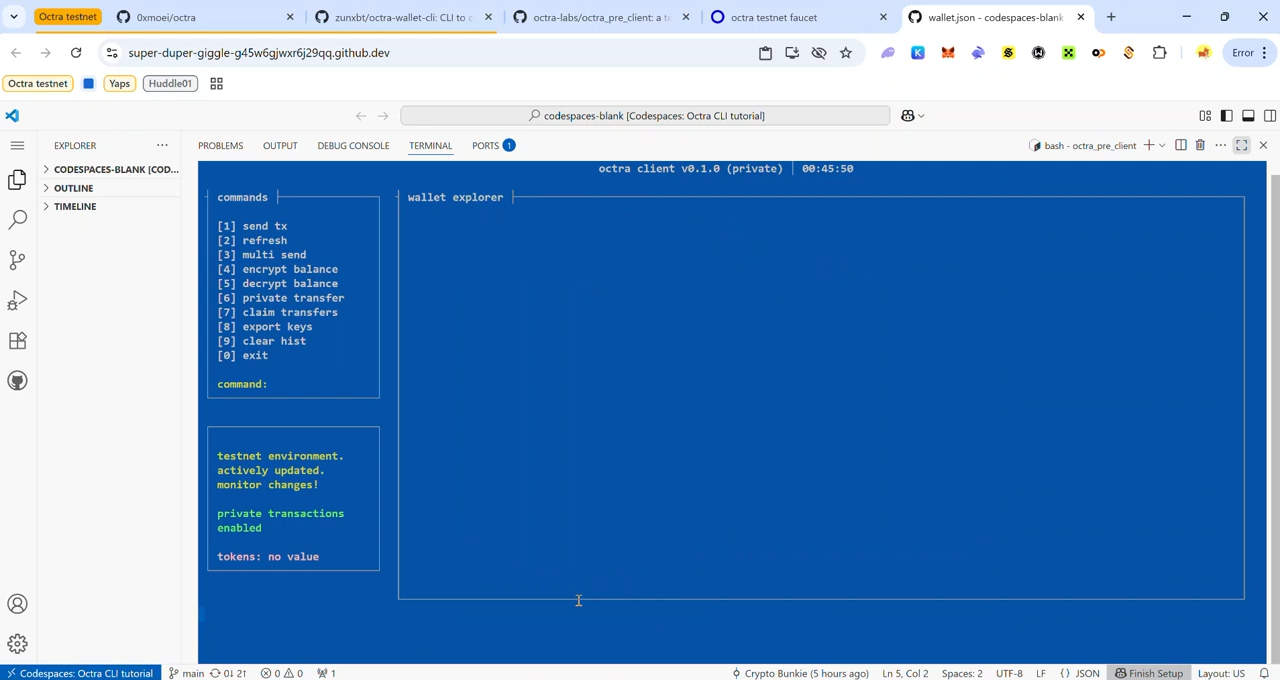 Octra testnet
0xmoei/octra
zunxbt/octra-wallet-cli: CLI to c
octra-labs/octra_pre_client: a te
octra testnet faucet
wallet.json - codespaces-blank
super-duper-giggle-g45w6gjwxr6j29qq.github.dev
Error
Octra testnet
Yaps
Huddle01
codespaces-blank [Codespaces: Octra CLI tutorial]
EXPLORER
PROBLEMS
OUTPUT
DEBUG CONSOLE
TERMINAL
PORTS 1
bash - octra_pre_client
CODESPACES-BLANK [COD...
OUTLINE
TIMELINE
octra client v0.1.0 (private) │ 00:45:50
commands
wallet explorer
[1] send tx
[2] refresh
[3] multi send
[4] encrypt balance
[5] decrypt balance
[6] private transfer
[7] claim transfers
[8] export keys
[9] clear hist
[0] exit
command:
testnet environment.
actively updated.
monitor changes!
private transactions
enabled
tokens: no value
Codespaces: Octra CLI tutorial
main
0↓ 2↑
0
0
1
Crypto Bunkie (5 hours ago)
Ln 5, Col 2
Spaces: 2
UTF-8
LF
{} JSON
Finish Setup
Layout: US